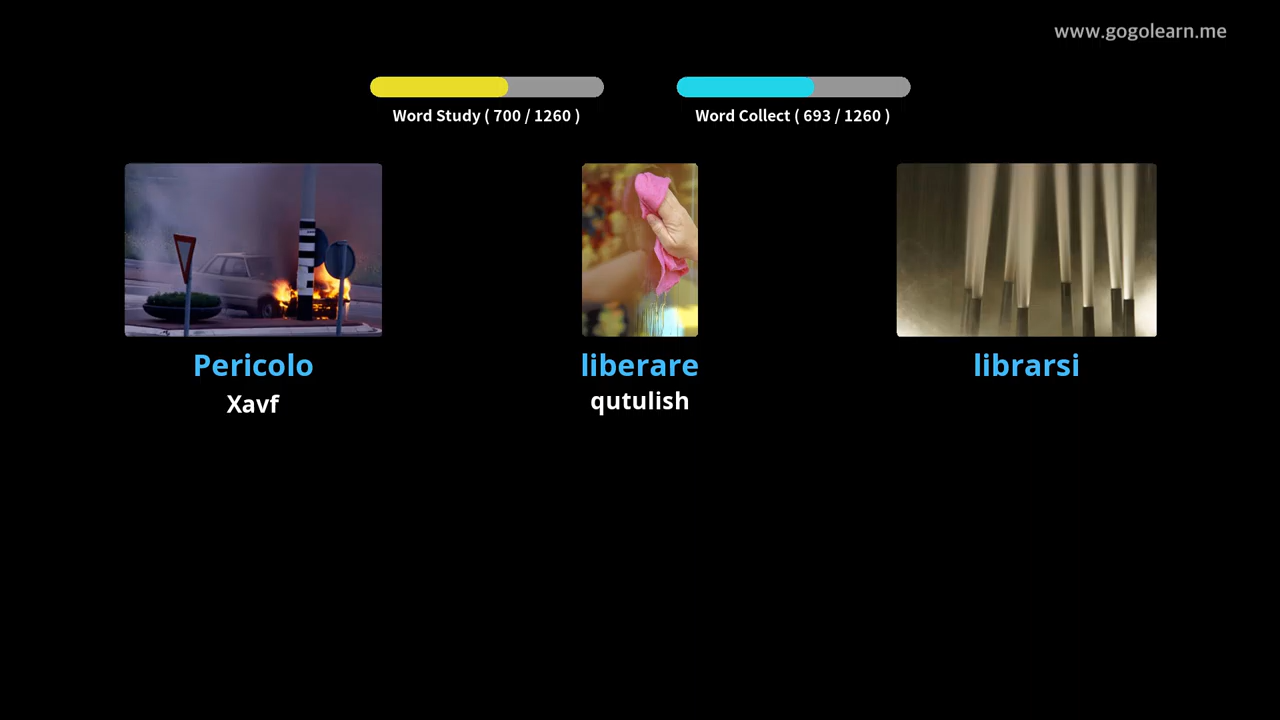 www.gogolearn.me
Word Study ( 700 / 1260 )
Word Collect ( 693 / 1260 )
Pericolo
liberare
librarsi
Xavf
qutulish